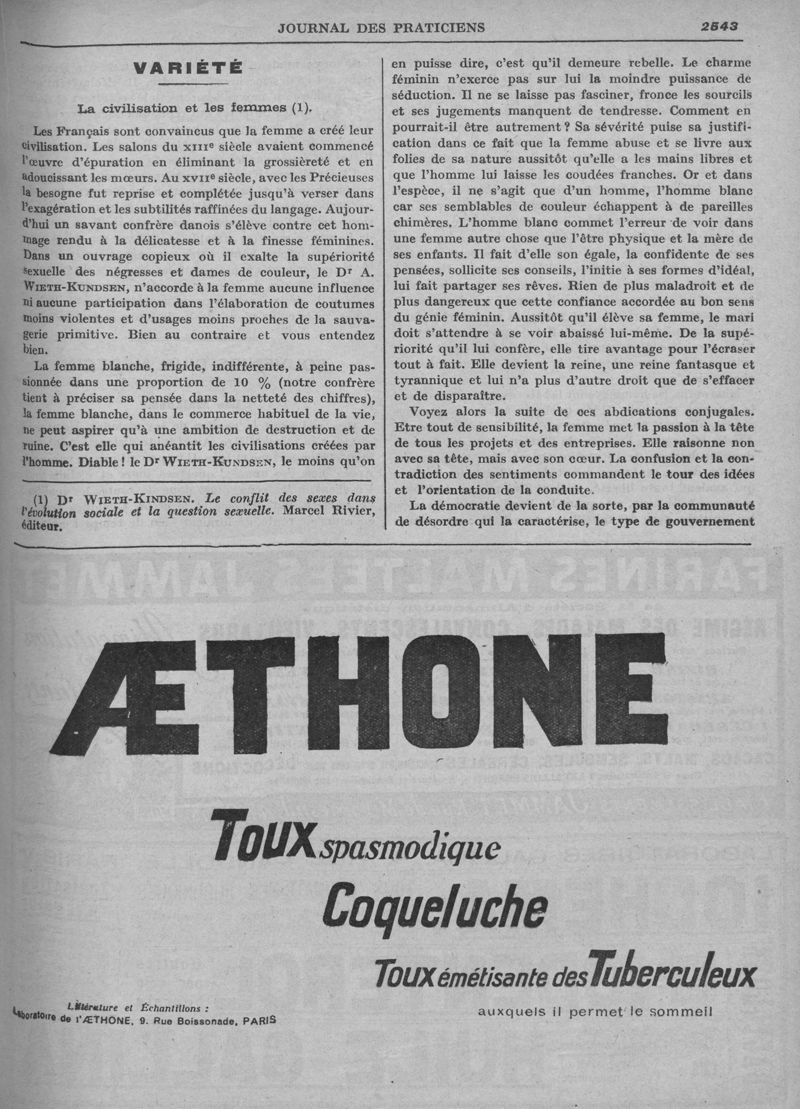 JOURNAL DES PRATICIENS 2543
VARIÉTÉ
La civilisation et les femmes (1).
Les Français sont convaincus que la femme a créé leur
civilisation. Les salons du XIIIe siècle avaient commencé
l'œuvre d'épuration en éliminant la grossièreté et en
adoucissant les mœurs. Au XVIIe siècle, avec les Précieuses
la besogne fut reprise et complétée jusqu'à verser dans
l'exagération et les subtilités raffinées du langage. Aujour-
d'hui un savant confrère danois s'élève contre cet hom-
mage rendu à la délicatesse et à la finesse féminines.
Dans un ouvrage copieux où il exalte la supériorité
sexuelle des négresses et dames de couleur, le Dr A.
WIETH-KUNDSEN, n'accorde à la femme aucune influence
ni aucune participation dans l'élaboration de coutumes
moins violentes et d'usages moins proches de la sauva-
gerie primitive. Bien au contraire et vous entendez
bien.
La femme blanche, frigide, indifférente, à peine pas-
sionnée dans une proportion de 10 % (notre confrère
tient à préciser sa pensée dans la netteté des chiffres),
la femme blanche, dans le commerce habituel de la vie,
ne peut aspirer qu'à une ambition de destruction et de
ruine. C'est elle qui anéantit les civilisations créées par
l'homme. Diable ! le Dr WIETH-KUNDSEN, le moins qu'on
(1) Dr WIETH-KINDSEN. Le conflit des sexes dans
l'évolution sociale et la question sexuelle. Marcel Rivier,
éditeur.
en puisse dire, c'est qu'il demeure rebelle. Le charme
féminin n'exerce pas sur lui la moindre puissance de
séduction. Il ne se laisse pas fasciner, fronce les sourcils
et ses jugements manquent de tendresse. Comment en
pourrait-il être autrement ? Sa sévérité puise sa justifi-
cation dans ce fait que la femme abuse et se livre aux
folies de sa nature aussitôt qu'elle a les mains libres et
que l'homme lui laisse les coudées franches. Or et dans
l'espèce, il ne s'agit que d'un homme, l'homme blanc
car ses semblables de couleur échappent à de pareilles
chimères. L'homme blanc commet l'erreur de voir dans
une femme autre chose que l'être physique et la mère de
ses enfants. Il fait d'elle son égale, la confidente de ses
pensées, sollicite ses conseils, l'initie à ses formes d'idéal,
lui fait partager ses rêves. Rien de plus maladroit et de
plus dangereux que cette confiance accordée au bon sens
du génie féminin. Aussitôt qu'il élève sa femme, le mari
doit s'attendre à se voir abaissé lui-même. De la supé-
riorité qu'il lui confère, elle tire avantage pour l'écraser
tout à fait. Elle devient la reine, une reine fantasque et
tyrannique et lui n'a plus d'autre droit que de s'effacer
et de disparaître.
Voyez alors la suite de ces abdications conjugales.
Etre tout de sensibilité, la femme met la passion à la tête
de tous les projets et des entreprises. Elle raisonne non
avec sa tête, mais avec son cœur. La confusion et la con-
tradiction des sentiments commandent le tour des idées
et l'orientation de la conduite.
La démocratie devient de la sorte, par la communauté
de désordre qui la caractérise, le type de gouvernement
ÆTHONE
Toux spasmodique
Coqueluche
Toux émétisante des Tuberculeux
auxquels il permet le sommeil
Littérature et Échantillons :
Laboratoire de l'ÆTHONE, 9. Rue Boissonade, PARIS